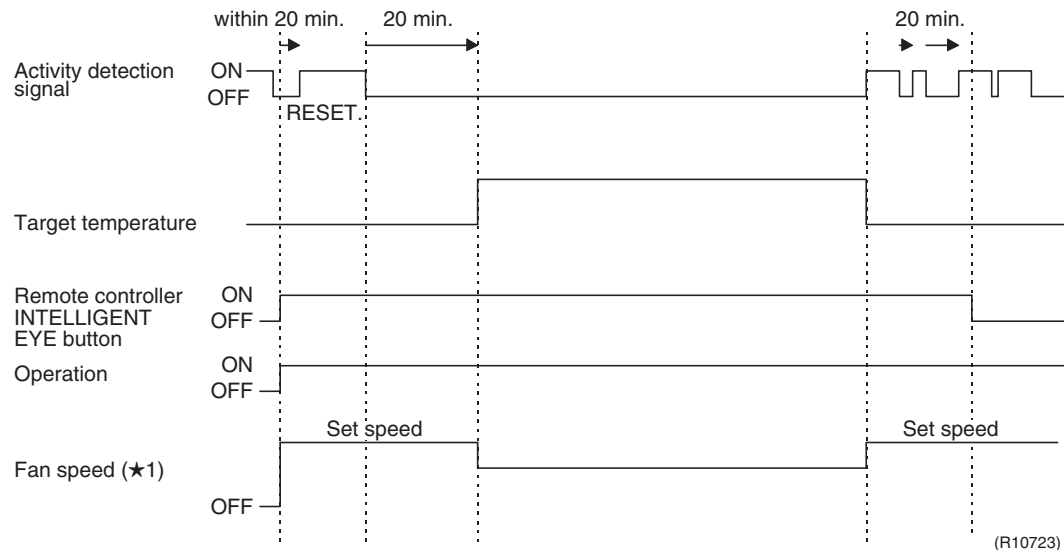 within 20 min. 20 min. 20 min.
Activity detection
signal
ON
OFF
RESET.
Target temperature
Remote controller
INTELLIGENT
EYE button
ON
OFF
Operation
ON
OFF
Set speed
Set speed
Fan speed (★1)
OFF
(R10723)